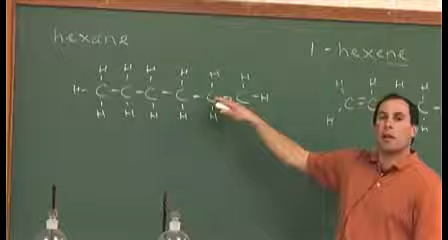 hexane
1-hexene
H H H H H H
H-C-C-C-C-C-C-H
H H H H H
H H H H
C=C C C-
H H